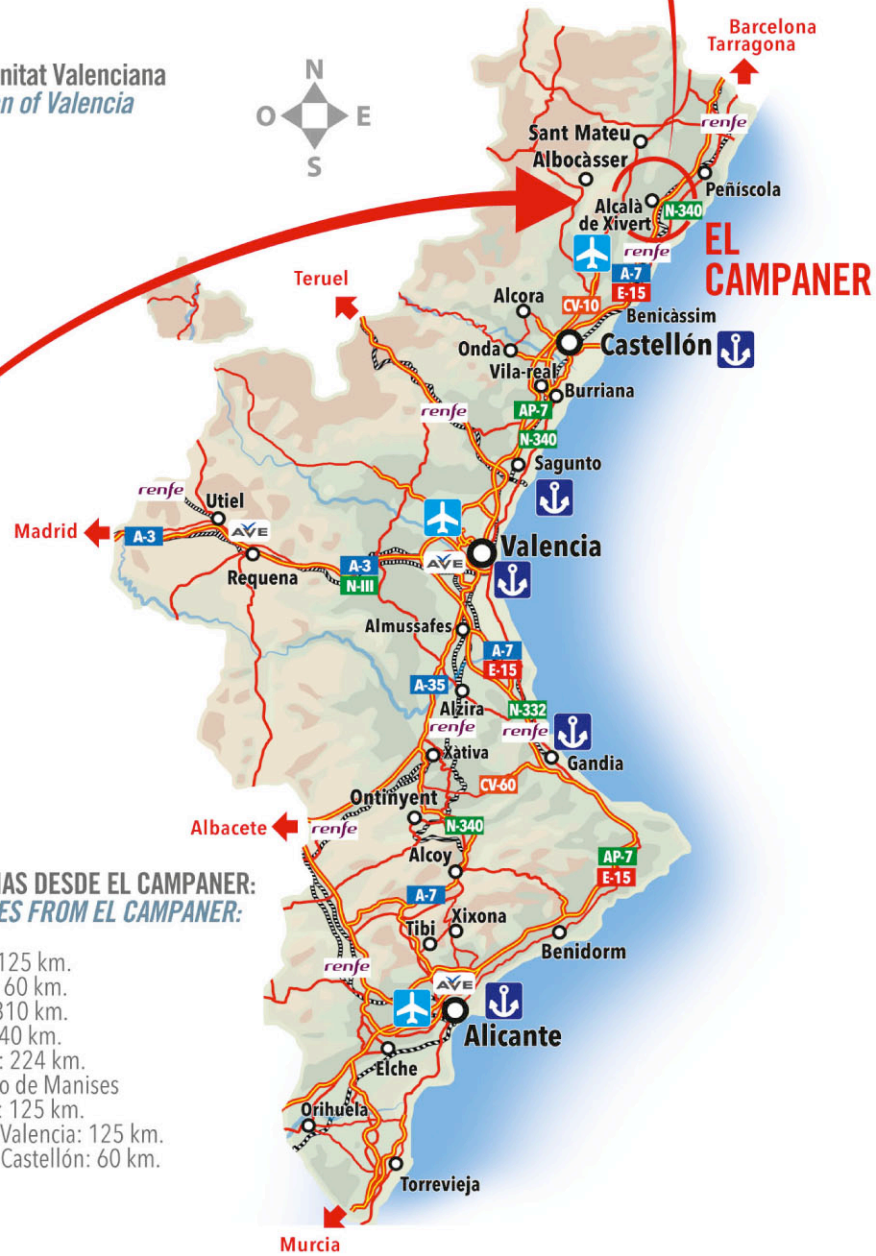 Barcelona
Tarragona
nitat Valenciana
n of Valencia
N
O
E
S
renfe
Sant Mateu
Albocàsser
Peñíscola
Alcalà
de Xivert
N-340
EL
CAMPANER
renfe
A-7
E-15
Teruel
Alcora
CV-10
Benicàssim
Onda
Castellón
Vila-real
Burriana
renfe
AP-7
N-340
Sagunto
renfe
Utiel
Madrid
A-3
AVE
Requena
A-3
N-III
AVE
Valencia
Almussafes
A-7
E-15
A-35
Alzira
N-332
renfe
renfe
Xàtiva
Gandia
CV-60
Ontinyent
Albacete
renfe
N-340
Alcoy
AP-7
E-15
IAS DESDE EL CAMPANER:
ES FROM EL CAMPANER:
A-7
Xixona
Tibi
Benidorm
125 km.
60 km.
renfe
310 km.
AVE
40 km.
Alicante
: 224 km.
Elche
o de Manises
: 125 km.
Orihuela
Valencia: 125 km.
Castellón: 60 km.
Torrevieja
Murcia